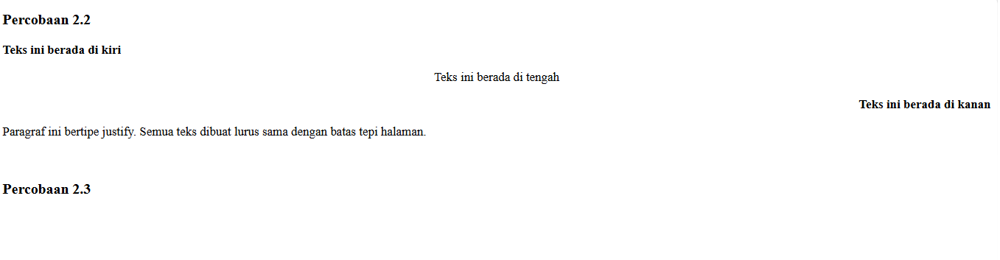 Percobaan 2.2
Teks ini berada di kiri
Teks ini berada di tengah
Teks ini berada di kanan
Paragraf ini bertipe justify. Semua teks dibuat lurus sama dengan batas tepi halaman.
Percobaan 2.3